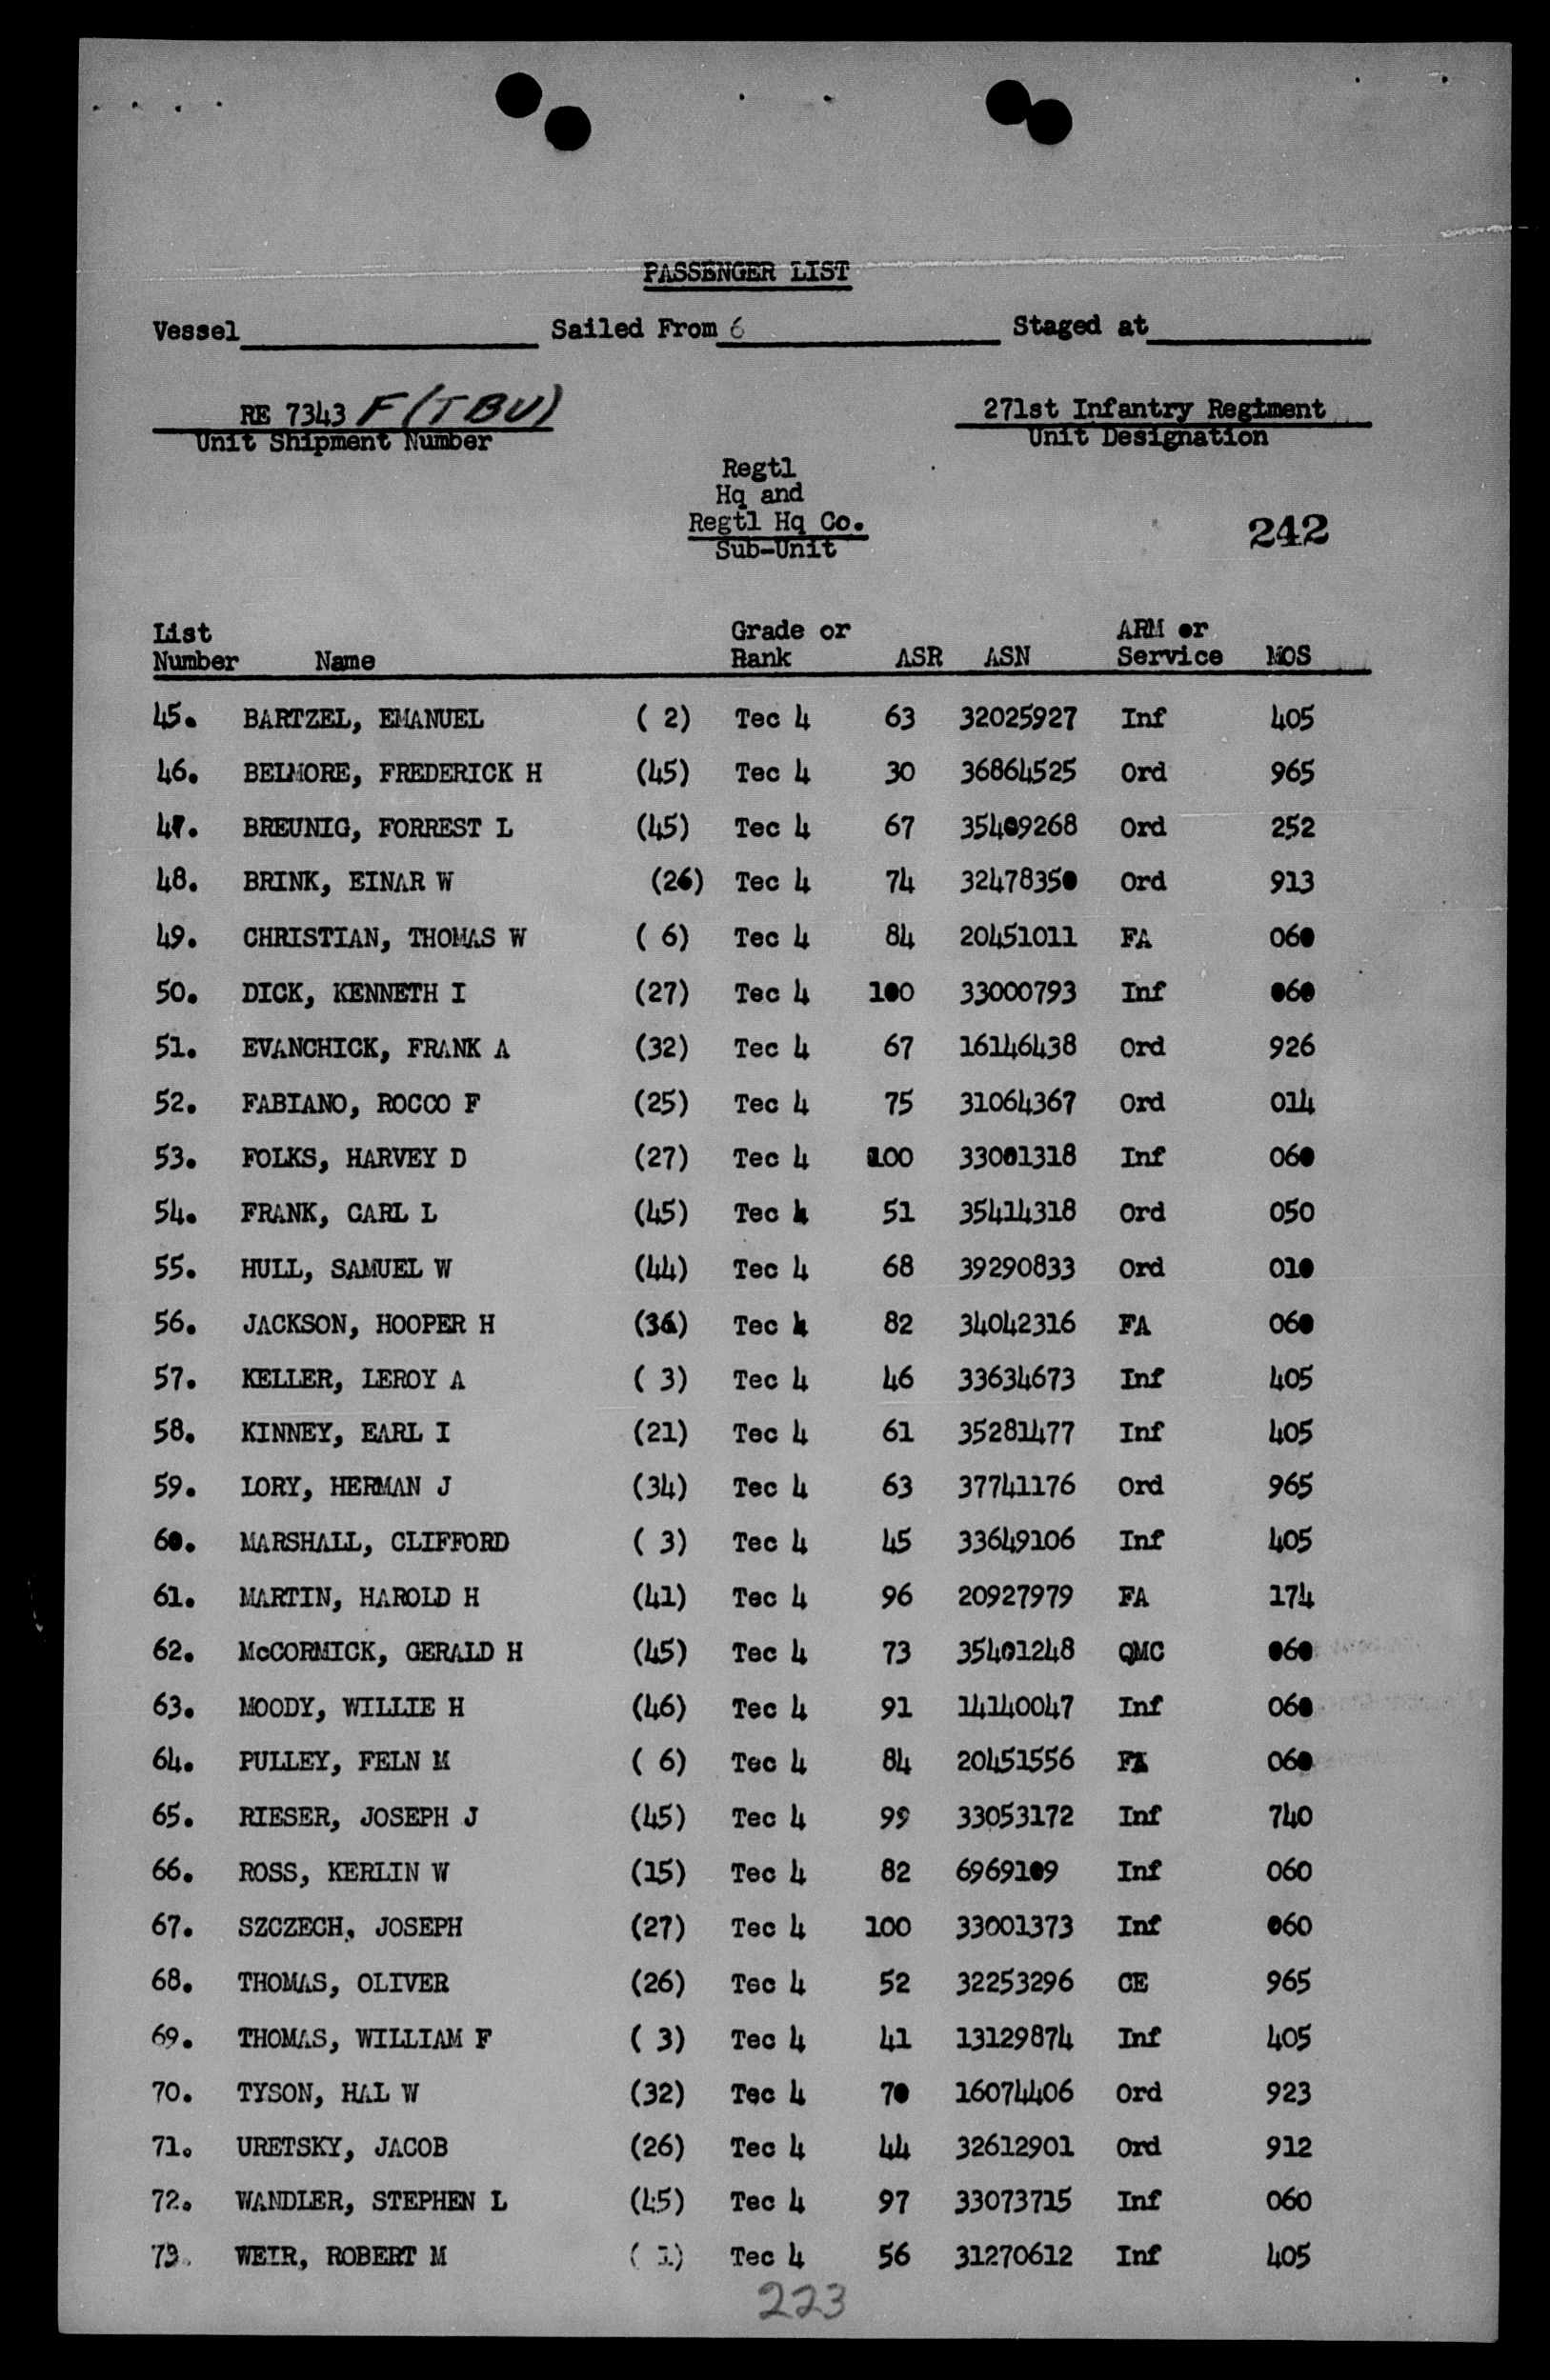 PASSENGER LIST
Vessel Sailed From 6 Staged at
RE 7343 F (TBU) 271st Infantry Regiment
Unit Shipment Number Unit Designation
Regtl
Hq and
Regtl Hq Co.
Sub-Unit
242
List Grade or ARM or
Number Name Rank ASR ASN Service MOS
45. BARTZEL, EMANUEL ( 2) Tec 4 63 32025927 Inf 405
46. BELMORE, FREDERICK H (45) Tec 4 30 36864525 Ord 965
47. BREUNIG, FORREST L (45) Tec 4 67 35409268 Ord 252
48. BRINK, EINAR W (26) Tec 4 74 32478350 Ord 913
49. CHRISTIAN, THOMAS W ( 6) Tec 4 84 20451011 FA 060
50. DICK, KENNETH I (27) Tec 4 100 33000793 Inf 060
51. EVANCHICK, FRANK A (32) Tec 4 67 16146438 Ord 926
52. FABIANO, ROCCO F (25) Tec 4 75 31064367 Ord 014
53. FOLKS, HARVEY D (27) Tec 4 100 33001318 Inf 060
54. FRANK, CARL L (45) Tec 4 51 35414318 Ord 050
55. HULL, SAMUEL W (44) Tec 4 68 39290833 Ord 010
56. JACKSON, HOOPER H (36) Tec 4 82 34042316 FA 060
57. KELLER, LEROY A ( 3) Tec 4 46 33634673 Inf 405
58. KINNEY, EARL I (21) Tec 4 61 35281477 Inf 405
59. LORY, HERMAN J (34) Tec 4 63 37741176 Ord 965
60. MARSHALL, CLIFFORD ( 3) Tec 4 45 33649106 Inf 405
61. MARTIN, HAROLD H (41) Tec 4 96 20927979 FA 174
62. McCORMICK, GERALD H (45) Tec 4 73 35401248 QMC 060
63. MOODY, WILLIE H (46) Tec 4 91 14140047 Inf 060
64. PULLEY, FELN M ( 6) Tec 4 84 20451556 FA 060
65. RIESER, JOSEPH J (45) Tec 4 99 33053172 Inf 740
66. ROSS, KERLIN W (15) Tec 4 82 6969109 Inf 060
67. SZCZECH, JOSEPH (27) Tec 4 100 33001373 Inf 060
68. THOMAS, OLIVER (26) Tec 4 52 32253296 CE 965
69. THOMAS, WILLIAM F ( 3) Tec 4 41 13129874 Inf 405
70. TYSON, HAL W (32) Tec 4 70 16074406 Ord 923
71. URETSKY, JACOB (26) Tec 4 44 32612901 Ord 912
72. WANDLER, STEPHEN L (45) Tec 4 97 33073715 Inf 060
73. WEIR, ROBERT M ( 1) Tec 4 56 31270612 Inf 405
223